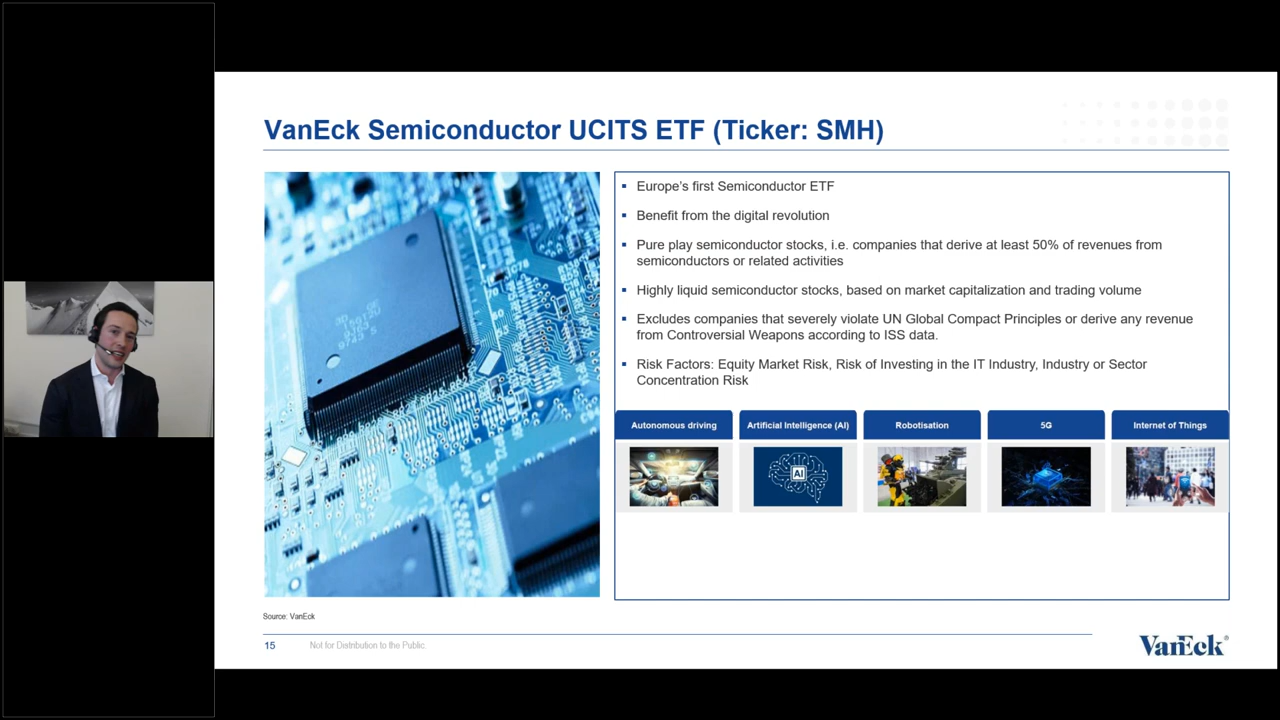 VanEck Semiconductor UCITS ETF (Ticker: SMH)
▪ Europe's first Semiconductor ETF
▪ Benefit from the digital revolution
▪ Pure play semiconductor stocks, i.e. companies that derive at least 50% of revenues from
semiconductors or related activities
▪ Highly liquid semiconductor stocks, based on market capitalization and trading volume
▪ Excludes companies that severely violate UN Global Compact Principles or derive any revenue
from Controversial Weapons according to ISS data.
▪ Risk Factors: Equity Market Risk, Risk of Investing in the IT Industry, Industry or Sector
Concentration Risk
Autonomous driving
Artificial Intelligence (AI)
Robotisation
5G
Internet of Things
AI
Source: VanEck
15
Not for Distribution to the Public.
VanEck®